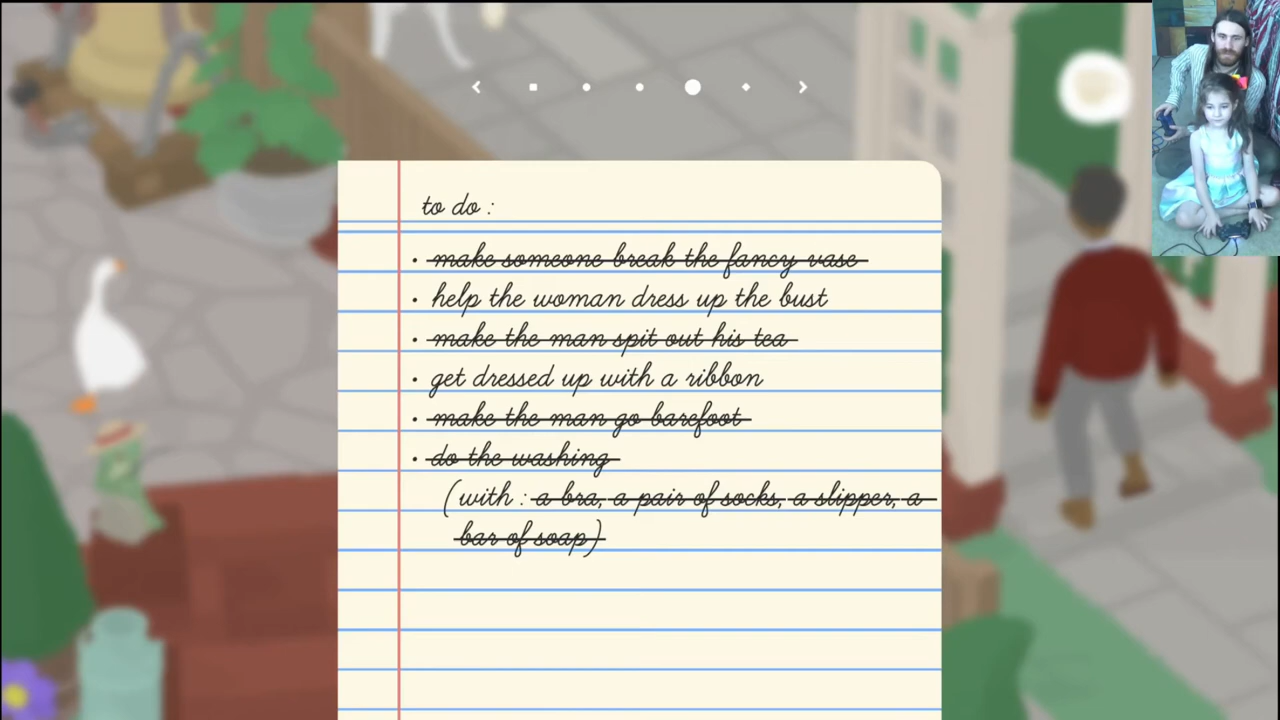 to do :
• make someone break the fancy vase
• help the woman dress up the bust
• make the man spit out his tea
• get dressed up with a ribbon
• make the man go barefoot
• do the washing
(with : a bra, a pair of socks, a slipper, a
bar of soap)